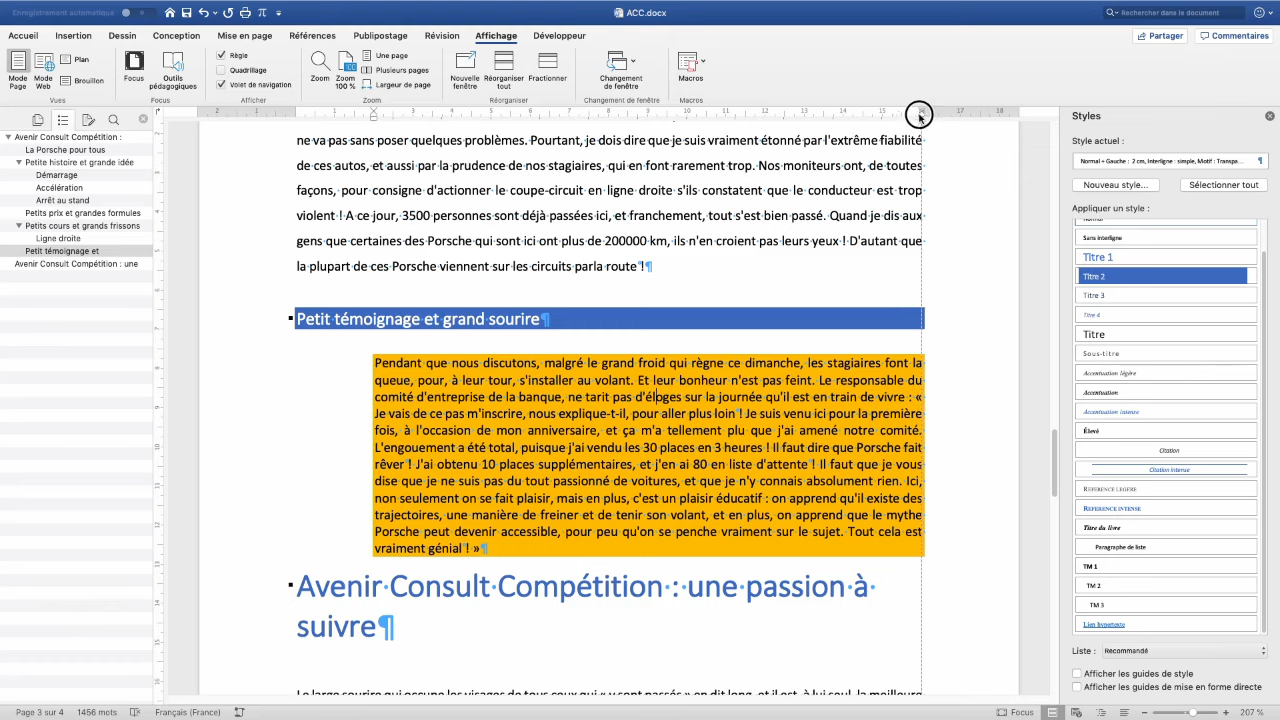 Enregistrement automatique
ACC.docx
Rechercher dans le document
Accueil Insertion Dessin Conception Mise en page Références Publipostage Révision Affichage Développeur
Partager Commentaires
Mode Page
Mode Web
Plan
Brouillon
Vues
Focus
Outils pédagogiques
Focus
Règle
Quadrillage
Volet de navigation
Afficher
Zoom
Zoom 100 %
Une page
Plusieurs pages
Largeur de page
Zoom
Nouvelle fenêtre
Réorganiser tout
Fractionner
Réorganiser
Changement de fenêtre
Changement de fenêtre
Macros
Macros
Avenir Consult Compétition :
La Porsche pour tous
Petite histoire et grande idée
Démarrage
Accélération
Arrêt au stand
Petits prix et grandes formules
Petits cours et grands frissons
Ligne droite
Petit témoignage et
Avenir Consult Compétition : une
2 1 1 2 3 4 5 6 7 8 9 10 11 12 13 14 15 16 17 18
ne va pas sans poser quelques problèmes. Pourtant, je dois dire que je suis vraiment étonné par l'extrême fiabilité
de ces autos, et aussi par la prudence de nos stagiaires, qui en font rarement trop. Nos moniteurs ont, de toutes
façons, pour consigne d'actionner le coupe-circuit en ligne droite s'ils constatent que le conducteur est trop
violent ! A ce jour, 3500 personnes sont déjà passées ici, et franchement, tout s'est bien passé. Quand je dis aux
gens que certaines des Porsche qui sont ici ont plus de 200000 km, ils n'en croient pas leurs yeux ! D'autant que
la plupart de ces Porsche viennent sur les circuits parla route !¶
Petit témoignage et grand sourire¶
Pendant que nous discutons, malgré le grand froid qui règne ce dimanche, les stagiaires font la
queue, pour, à leur tour, s'installer au volant. Et leur bonheur n'est pas feint. Le responsable du
comité d'entreprise de la banque, ne tarit pas d'éloges sur la journée qu'il est en train de vivre : «
Je vais de ce pas m'inscrire, nous explique-t-il, pour aller plus loin ! Je suis venu ici pour la première
fois, à l'occasion de mon anniversaire, et ça m'a tellement plu que j'ai amené notre comité.
L'engouement a été total, puisque j'ai vendu les 30 places en 3 heures ! Il faut dire que Porsche fait
rêver ! J'ai obtenu 10 places supplémentaires, et j'en ai 80 en liste d'attente ! Il faut que je vous
dise que je ne suis pas du tout passionné de voitures, et que je n'y connais absolument rien. Ici,
non seulement on se fait plaisir, mais en plus, c'est un plaisir éducatif : on apprend qu'il existe des
trajectoires, une manière de freiner et de tenir son volant, et en plus, on apprend que le mythe
Porsche peut devenir accessible, pour peu qu'on se penche vraiment sur le sujet. Tout cela est
vraiment génial ! »¶
Avenir Consult Compétition : une passion à
suivre¶
Le large sourire qui occupe les visages de tous ceux qui « y sont passés » en dit long, et il est, à lui seul, la meilleure
Styles
Style actuel :
Normal + Gauche : 2 cm, Interligne : simple, Motif : Transpa... ¶
Nouveau style... Sélectionner tout
Appliquer un style :
Normal
Sans interligne
Titre 1
Titre 2
Titre 3
Titre 4
Titre
Sous-titre
Accentuation légère
Accentuation
Accentuation intense
Élevé
Citation
Citation intense
Référence légère
Référence intense
Titre du livre
Paragraphe de liste
TM 1
TM 2
TM 3
Lien hypertexte
Liste : Recommandé
Afficher les guides de style
Afficher les guides de mise en forme directe
Page 3 sur 4 1456 mots Français (France) Focus 207 %